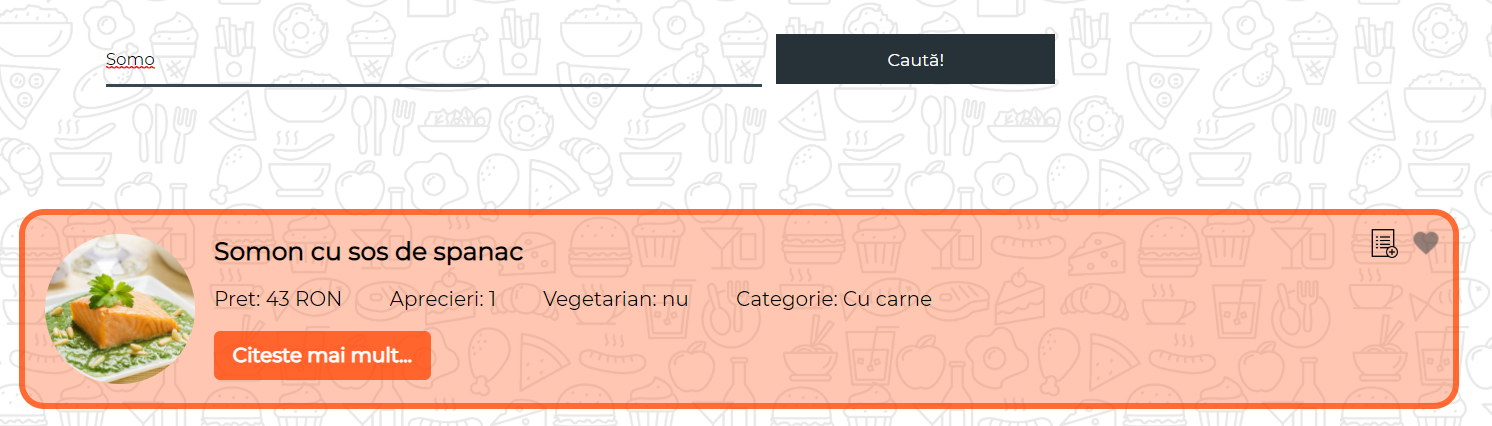 Somo
Caută!
Somon cu sos de spanac
Pret: 43 RON Aprecieri: 1 Vegetarian: nu Categorie: Cu carne
Citeste mai mult...